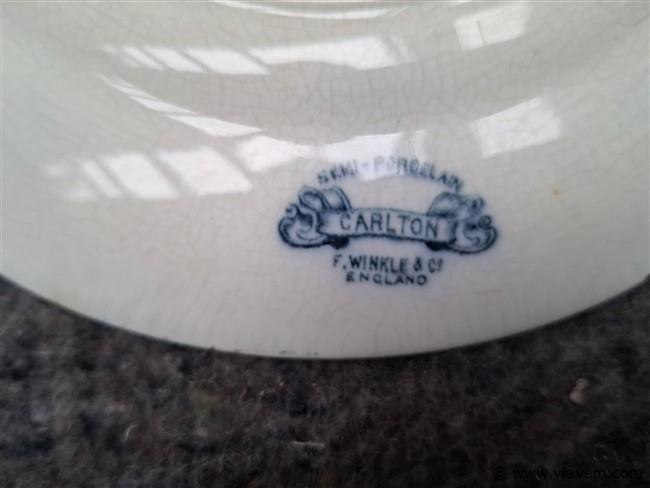 SEMI-PORCELAIN
CARLTON
F. WINKLE & Cº
ENGLAND
© www.vlavem.com